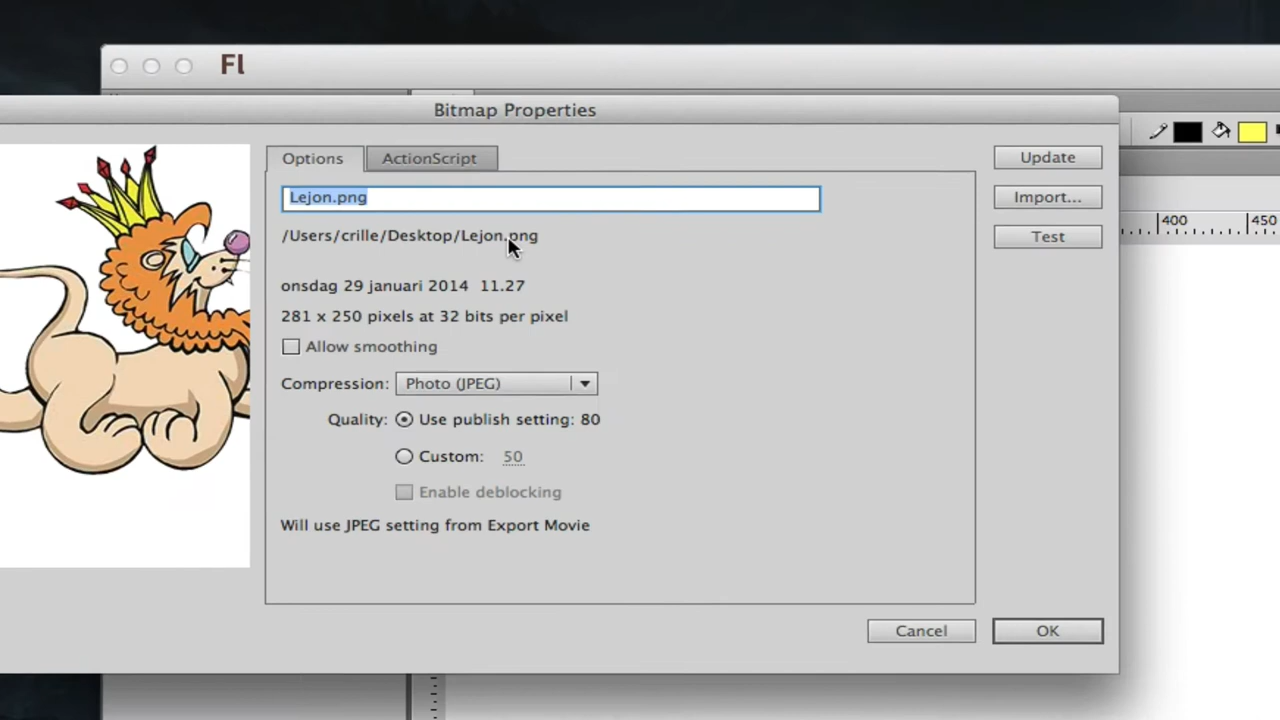 Fl
Bitmap Properties
Options
ActionScript
Update
Lejon.png
Import...
/Users/crille/Desktop/Lejon.png
Test
400
450
onsdag 29 januari 2014  11.27
281 x 250 pixels at 32 bits per pixel
Allow smoothing
Compression: Photo (JPEG)
Quality: Use publish setting: 80
Custom: 50
Enable deblocking
Will use JPEG setting from Export Movie
Cancel
OK